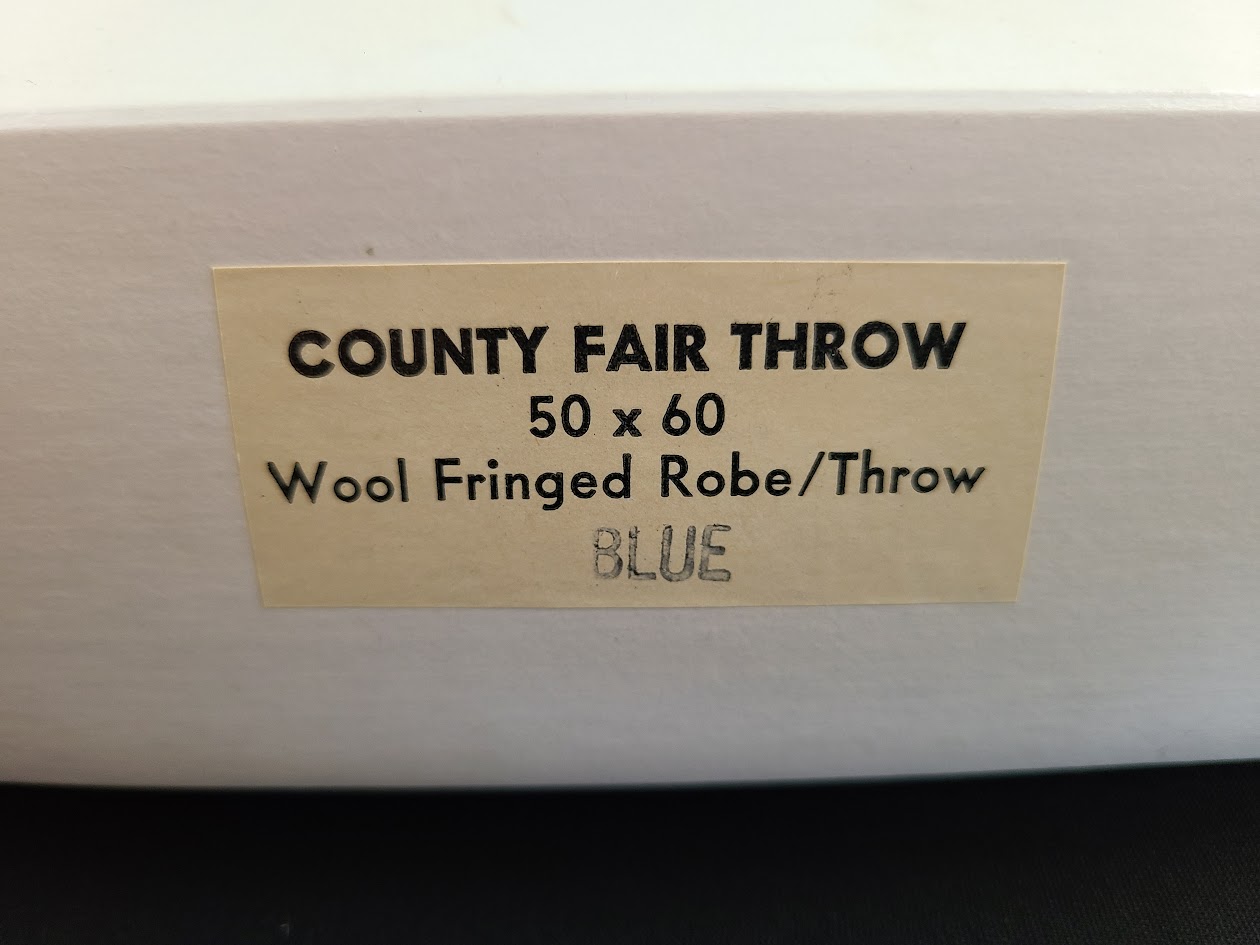 COUNTY FAIR THROW
50 x 60
Wool Fringed Robe/Throw
BLUE